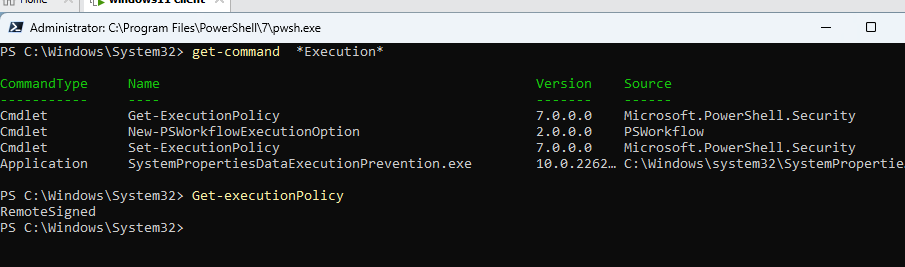 Home Windows11 Client
Administrator: C:\Program Files\PowerShell\7\pwsh.exe
PS C:\Windows\System32> get-command  *Execution*
CommandType Name Version Source
----------- ---- ------- ------
Cmdlet Get-ExecutionPolicy 7.0.0.0 Microsoft.PowerShell.Security
Cmdlet New-PSWorkflowExecutionOption 2.0.0.0 PSWorkflow
Cmdlet Set-ExecutionPolicy 7.0.0.0 Microsoft.PowerShell.Security
Application SystemPropertiesDataExecutionPrevention.exe 10.0.2262… C:\Windows\system32\SystemPropertie
PS C:\Windows\System32> Get-executionPolicy
RemoteSigned
PS C:\Windows\System32>